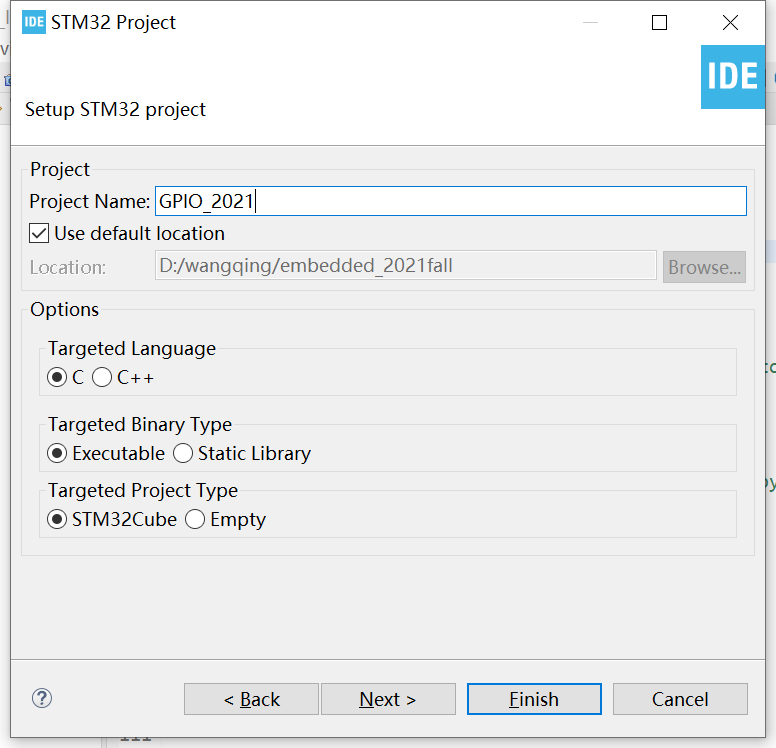 IDE STM32 Project
IDE
Setup STM32 project
Project
Project Name: GPIO_2021
Use default location
Location: D:/wangqing/embedded_2021fall Browse...
Options
Targeted Language
C C++
Targeted Binary Type
Executable Static Library
Targeted Project Type
STM32Cube Empty
? < Back Next > Finish Cancel